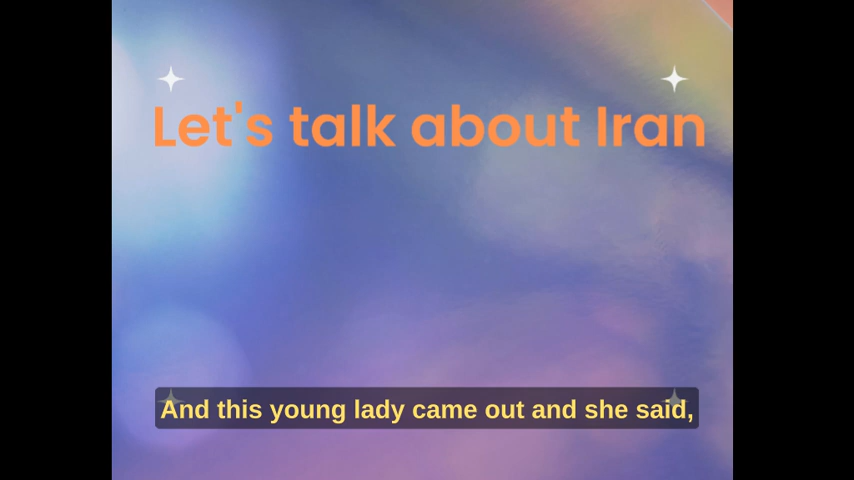 Let's talk about Iran
And this young lady came out and she said,